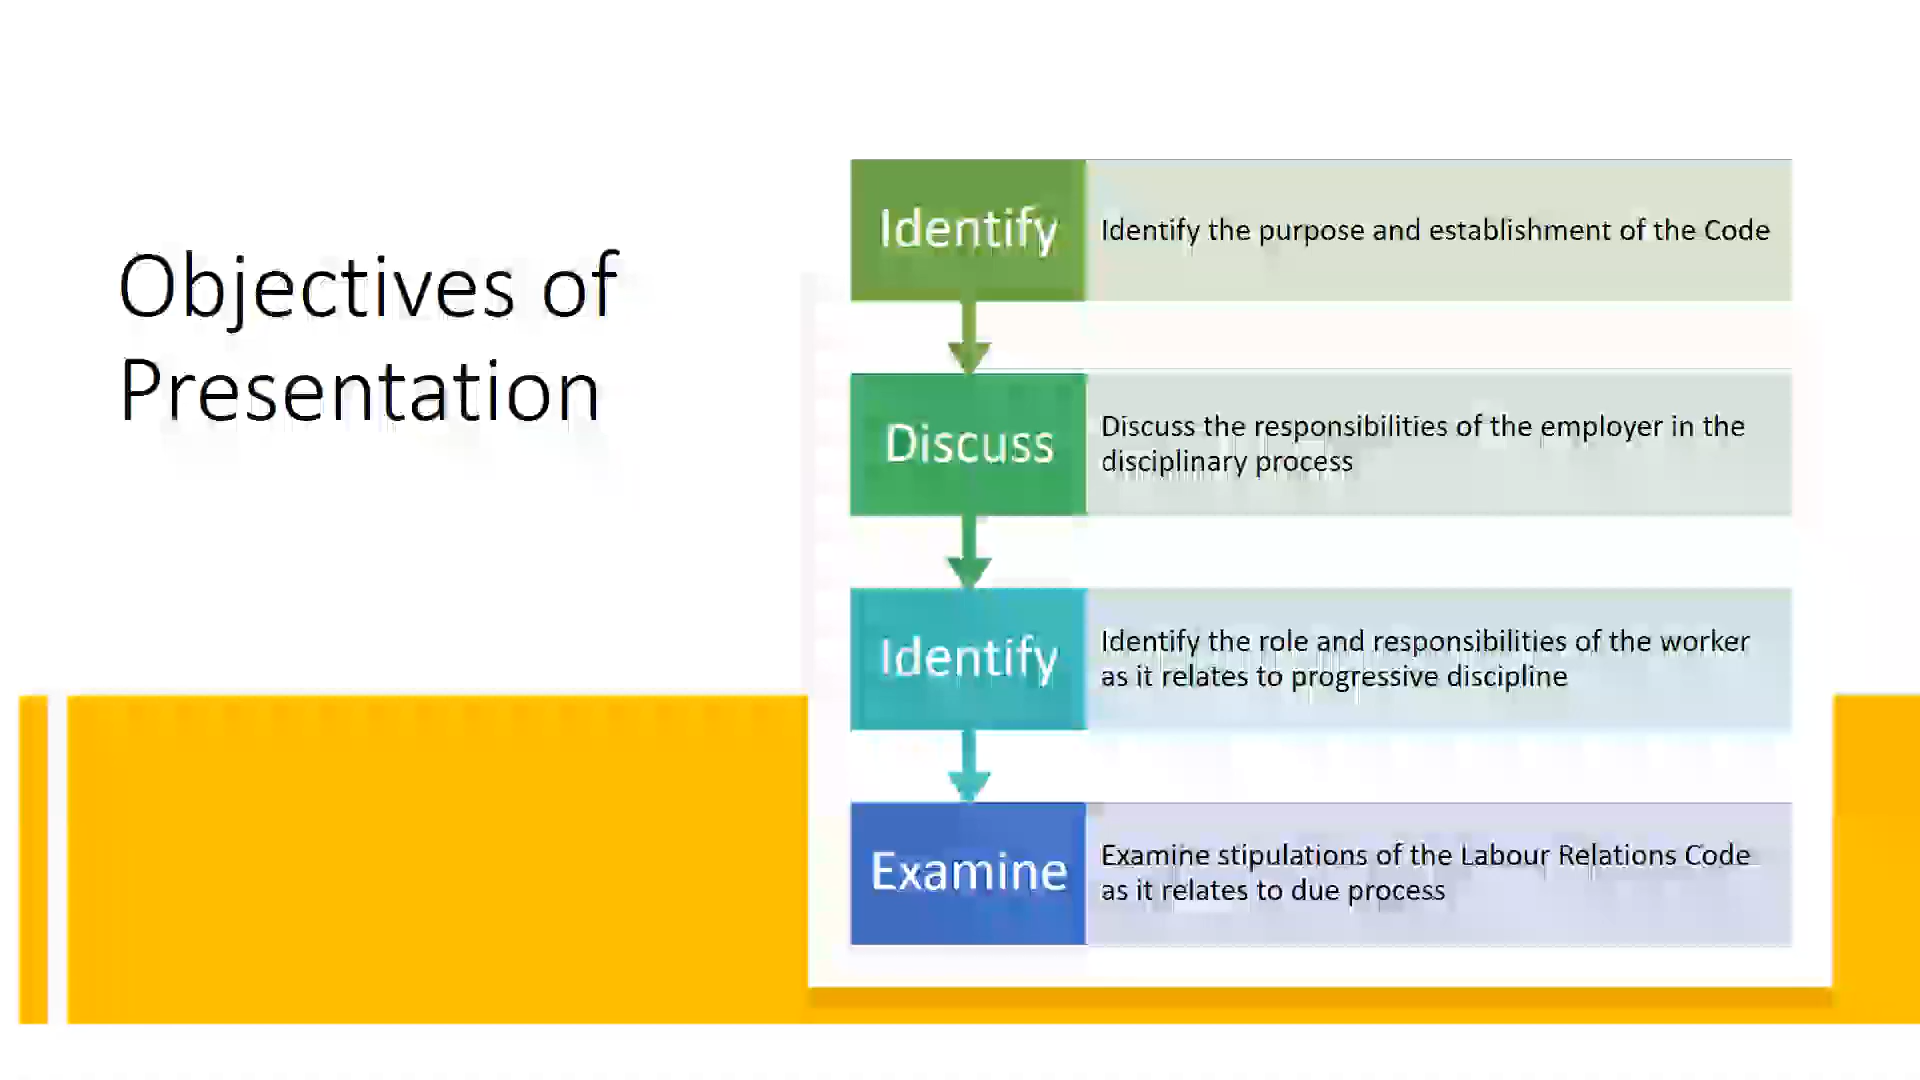 Objectives of
Presentation
Identify
Identify the purpose and establishment of the Code
Discuss
Discuss the responsibilities of the employer in the
disciplinary process
Identify
Identify the role and responsibilities of the worker
as it relates to progressive discipline
Examine
Examine stipulations of the Labour Relations Code
as it relates to due process